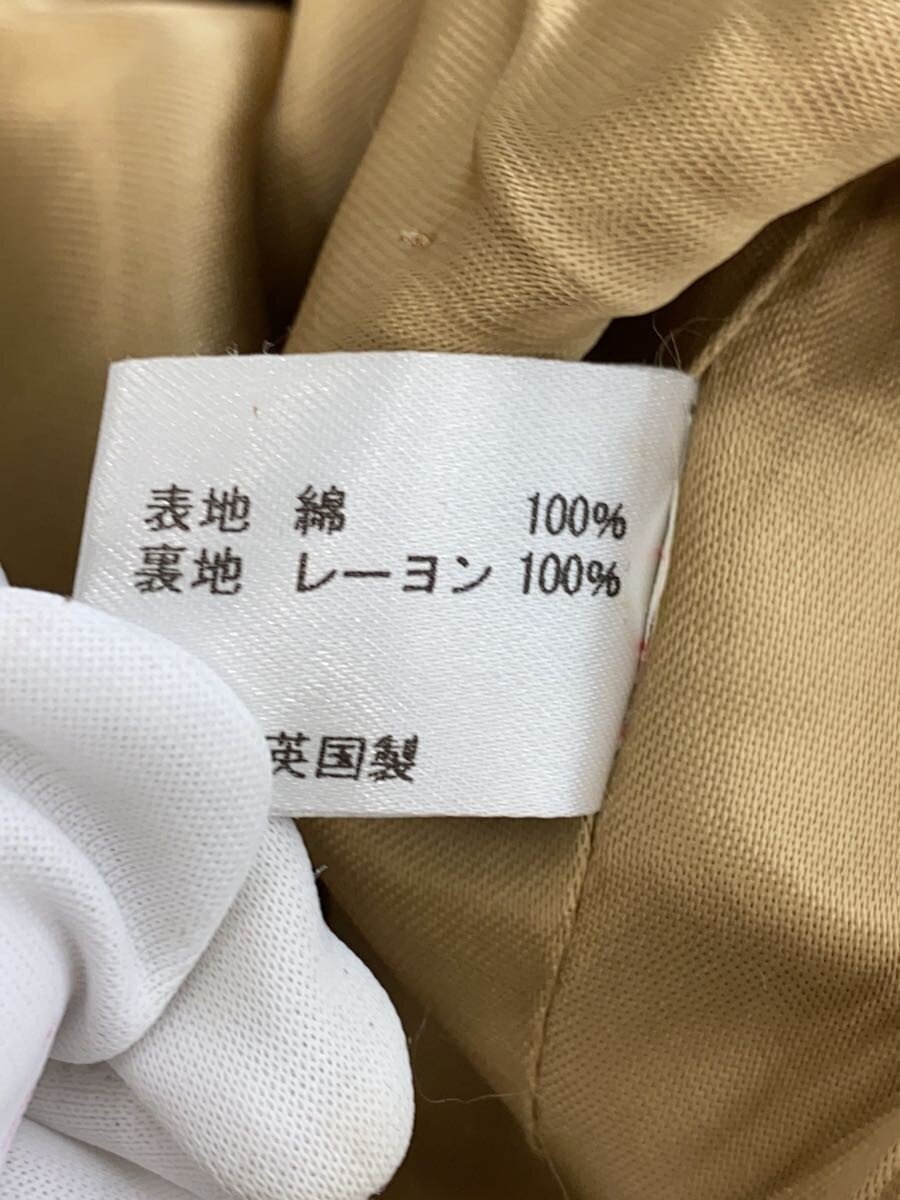 表地 綿 100%
裏地 レーヨン 100%
英国製